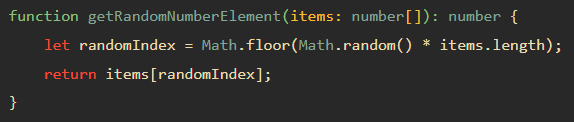 function getRandomNumberElement(items: number[]): number {
    let randomIndex = Math.floor(Math.random() * items.length);
    return items[randomIndex];
}